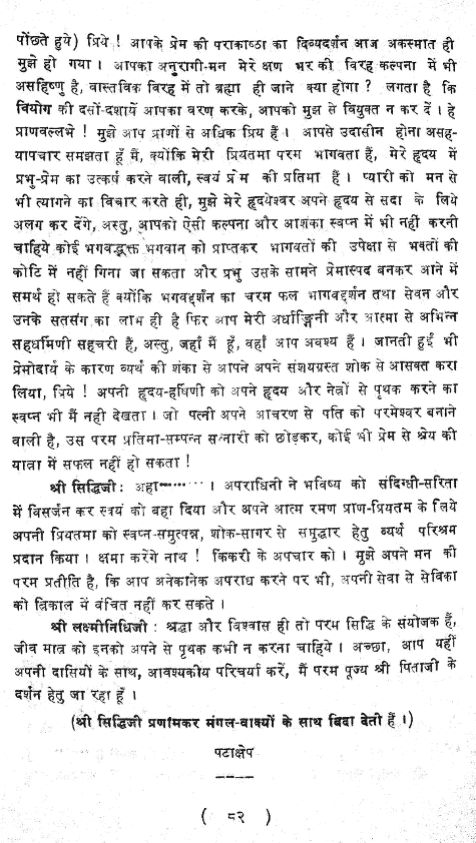 पोंछते हुये) प्रिये ! आपके प्रेम की पराकाष्ठा का दिव्यदर्शन आज अकस्मात ही
मुझे हो गया । आपका अनुरागी-मन मेरे क्षण भर की विरह कल्पना में भी
असहिष्णु है, वास्तविक विरह में तो ब्रह्मा ही जाने क्या होगा ? लगता है कि
वियोग की दसों-दशायें आपका वरण करके, आपको मुझ से वियुक्त न कर दें । हे
प्राणवल्लभे ! मुझे आप प्राणों से अधिक प्रिय हैं । आपसे उदासीन होना असह-
यापचार समझता हूँ मैं, क्योंकि मेरी प्रियतमा परम भागवता हैं, मेरे हृदय में
प्रभु-प्रेम का उत्कर्ष करने वाली, स्वयं प्रेम की प्रतिमा हैं । प्यारी को मन से
भी त्यागने का विचार करते ही, मुझे मेरे हृदयेश्वर अपने हृदय से सदा के लिये
अलग कर देंगे, अस्तु, आपको ऐसी कल्पना और आशंका स्वप्न में भी नहीं करनी
चाहिये कोई भगवद्भक्त भगवान को प्राप्तकर भागवतों की उपेक्षा से भक्तों की
कोटि में नहीं गिना जा सकता और प्रभु उसके सामने प्रेमास्पद बनकर आने में
समर्थ हो सकते हैं क्योंकि भगवद्दर्शन का चरम फल भागवद्दर्शन तथा सेवन और
उनके सतसंग का लाभ ही है फिर आप मेरी अर्धाङ्गिनी और आत्मा से अभिन्न
सहधर्मिणी सहचरी हैं, अस्तु, जहाँ मैं हूँ, वहाँ आप अवश्य हैं । जानती हुई भी
प्रेमोदार्य के कारण व्यर्थ की शंका से आपने अपने संशयग्रस्त शोक से आसक्त करा
लिया, प्रिये ! अपनी हृदय-हर्षिणी को अपने हृदय और नेत्रों से पृथक करने का
स्वप्न भी मैं नही देखता । जो पत्नी अपने आचरण से पति को परमेश्वर बनाने
वाली है, उस परम प्रतिमा-सम्पन्न सन्नारी को छोड़कर, कोई भी प्रेम से श्रेय की
यात्रा में सफल नहीं हो सकता !
श्री सिद्धिजी : अहा········ । अपराधिनी ने भविष्य को संदिग्धी-सरिता
में विसर्जन कर स्वयं को वहा दिया और अपने आत्म रमण प्राण-प्रियतम के लिये
अपनी प्रियतमा को स्वप्न-समुत्पन्न, शोक-सागर से समुद्धार हेतु व्यर्थ परिश्रम
प्रदान किया । क्षमा करेंगे नाथ ! किंकरी के अपचार को । मुझे अपने मन की
परम प्रतीति है, कि आप अनेकानेक अपराध करने पर भी, अपनी सेवा से सेविका
को त्रिकाल में वंचित नहीं कर सकते ।
श्री लक्ष्मीनिधिजी : श्रद्धा और विश्वास ही तो परम सिद्धि के संयोजक हैं,
जीव मात्र को इनको अपने से पृथक कभी न करना चाहिये । अच्छा, आप यहीं
अपनी दासियों के साथ, आवश्यकीय परिचर्या करें, मैं परम पूज्य श्री पिताजी के
दर्शन हेतु जा रहा हूँ ।
(श्री सिद्धिजी प्रणामकर मंगल-वाक्यों के साथ बिदा देती हैं ।)
पटाक्षेप
( ८२ )